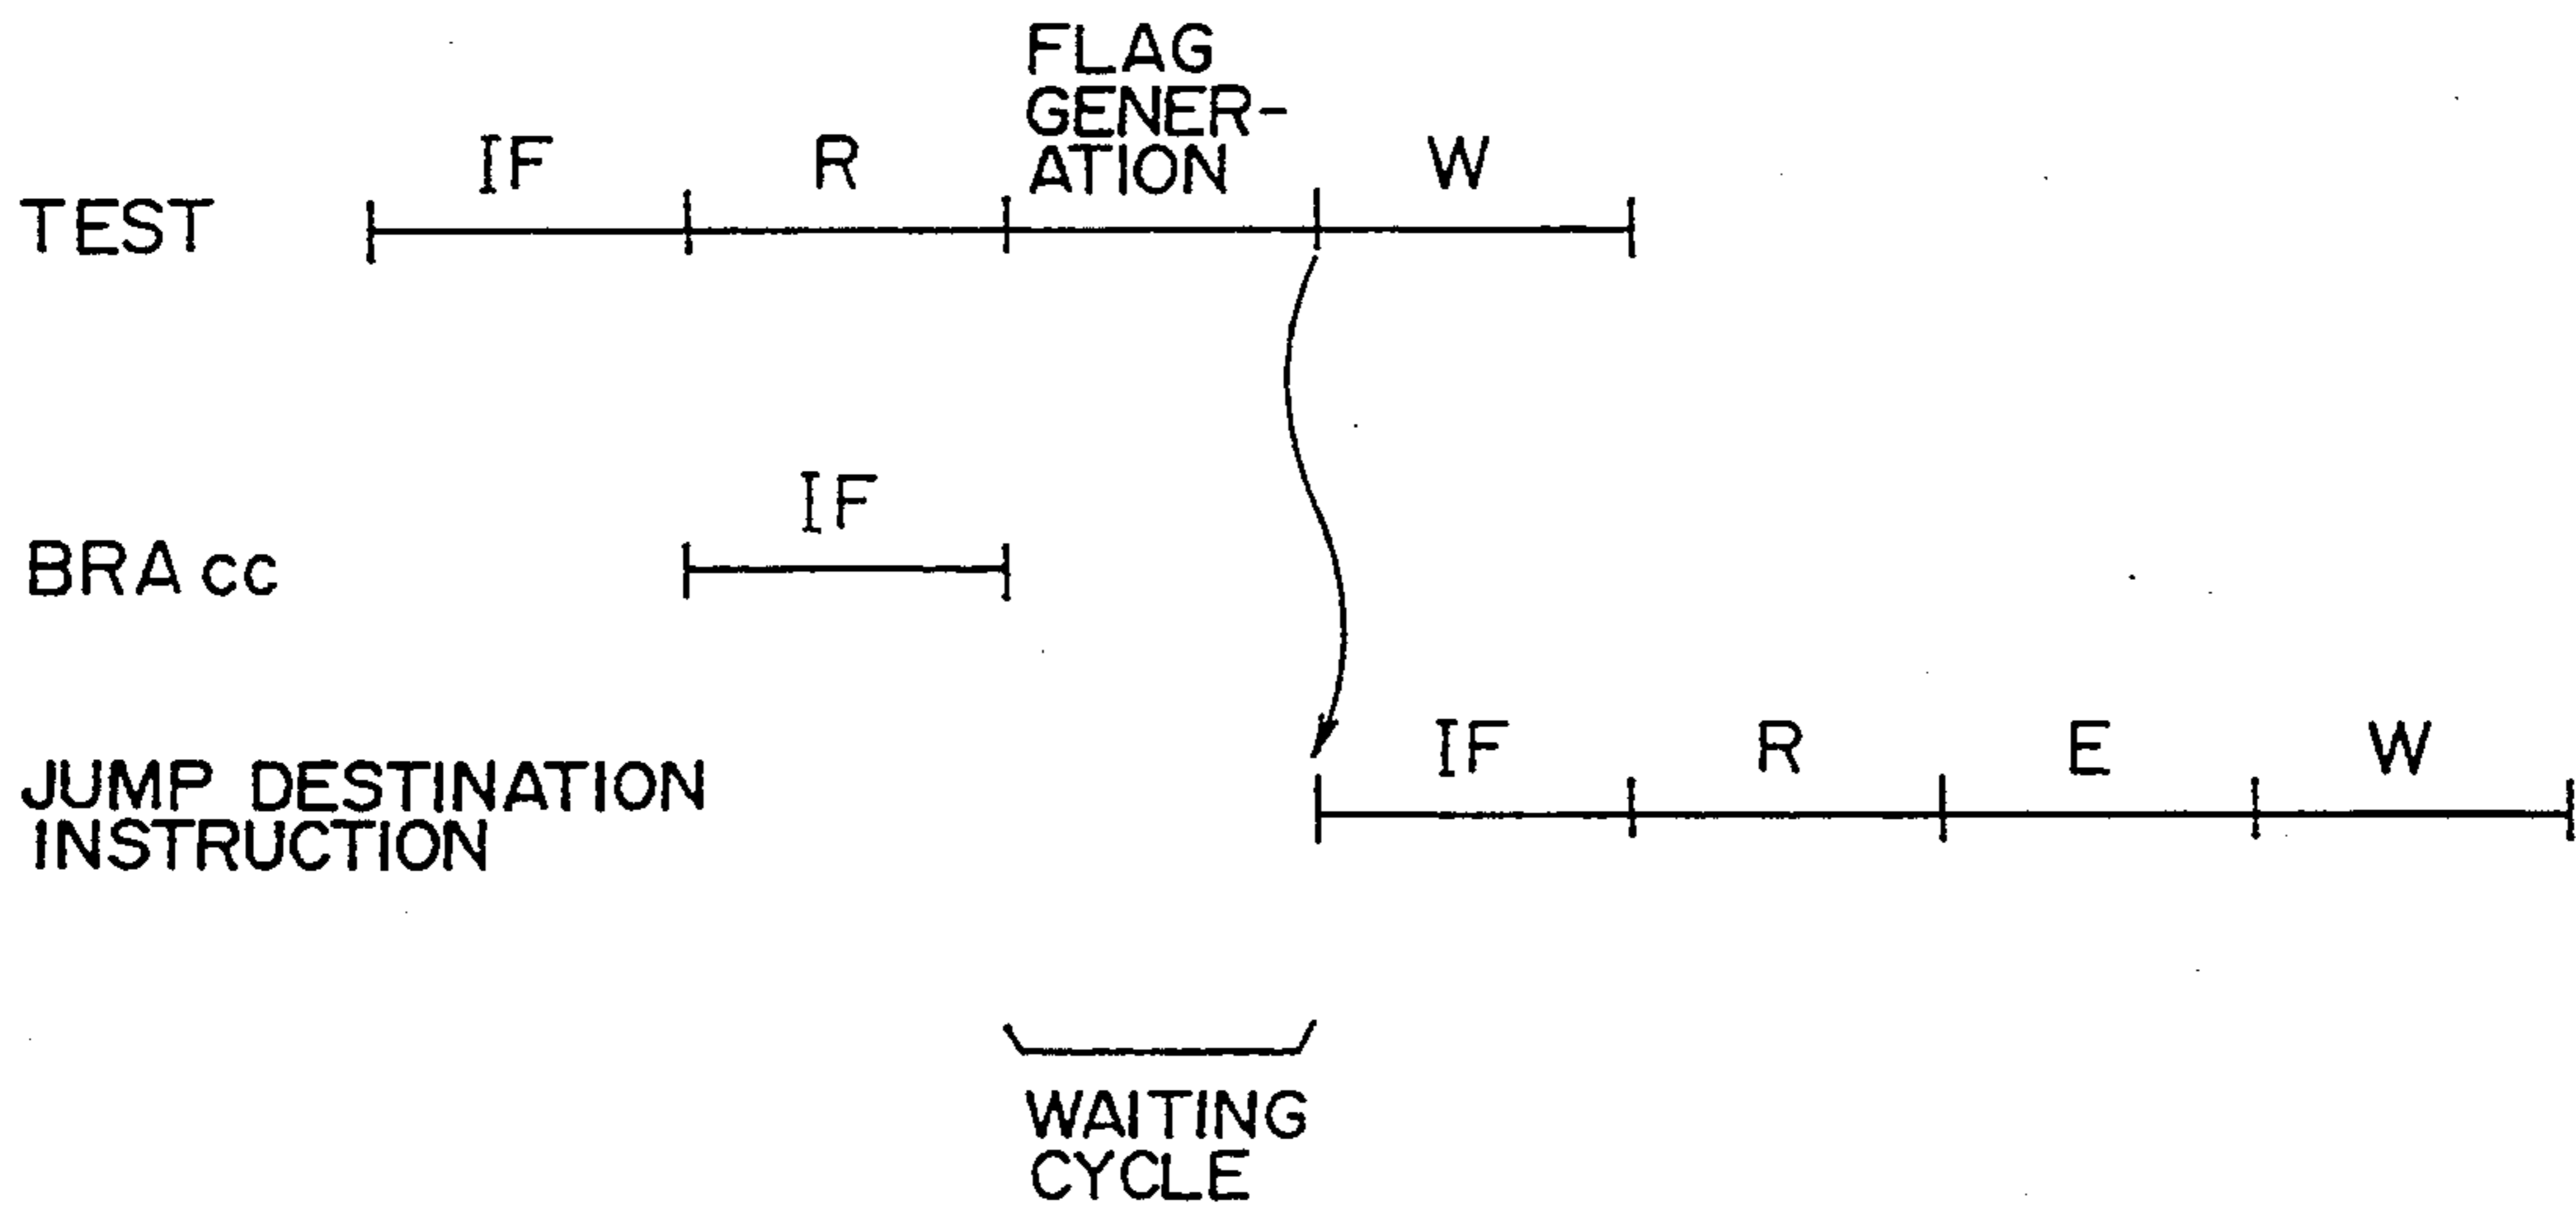 FLAG
GENER-
ATION
IF R W
TEST
IF
BRA cc
IF R E W
JUMP DESTINATION
INSTRUCTION
WAITING
CYCLE